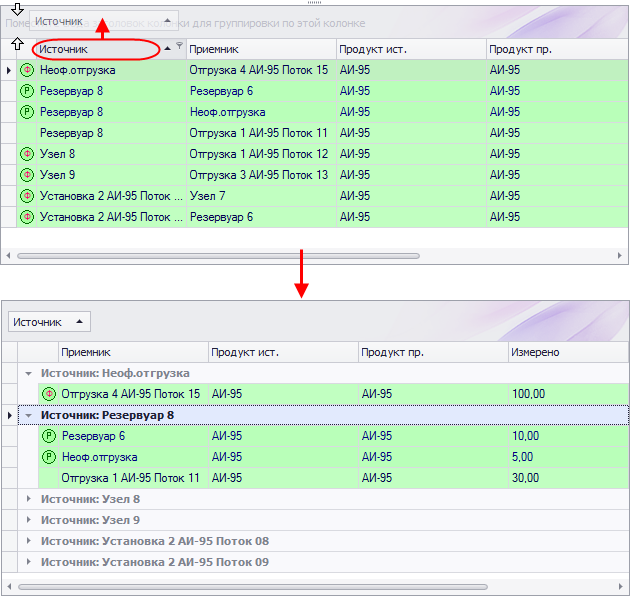 Источник
Поместите сюда заголовок колонки для группировки по этой колонке
Источник Приемник Продукт ист. Продукт пр.
Ф Неоф.отгрузка Отгрузка 4 АИ-95 Поток 15 АИ-95 АИ-95
Р Резервуар 8 Резервуар 6 АИ-95 АИ-95
Р Резервуар 8 Неоф.отгрузка АИ-95 АИ-95
Резервуар 8 Отгрузка 1 АИ-95 Поток 11 АИ-95 АИ-95
Ф Узел 8 Отгрузка 1 АИ-95 Поток 12 АИ-95 АИ-95
Ф Узел 9 Отгрузка 3 АИ-95 Поток 13 АИ-95 АИ-95
Ф Установка 2 АИ-95 Поток ... Узел 7 АИ-95 АИ-95
Ф Установка 2 АИ-95 Поток ... Резервуар 6 АИ-95 АИ-95
Источник
Приемник Продукт ист. Продукт пр. Измерено
Источник: Неоф.отгрузка
Ф Отгрузка 4 АИ-95 Поток 15 АИ-95 АИ-95 100,00
Источник: Резервуар 8
Р Резервуар 6 АИ-95 АИ-95 10,00
Р Неоф.отгрузка АИ-95 АИ-95 5,00
Отгрузка 1 АИ-95 Поток 11 АИ-95 АИ-95 30,00
Источник: Узел 8
Источник: Узел 9
Источник: Установка 2 АИ-95 Поток 08
Источник: Установка 2 АИ-95 Поток 09